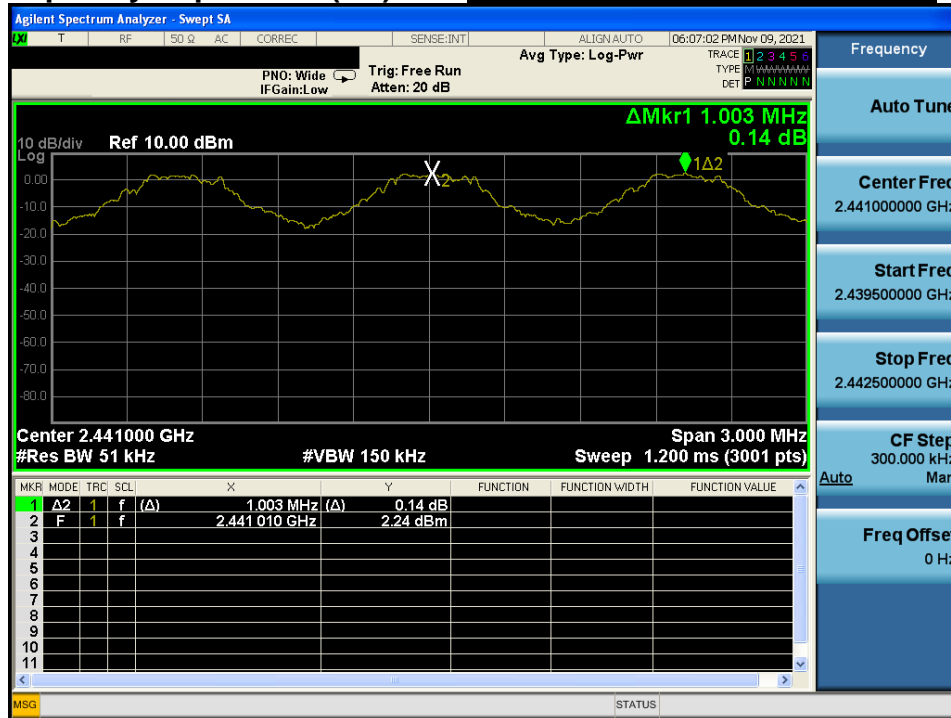 Agilent Spectrum Analyzer - Swept SA
LXI T RF 50 Ω AC CORREC SENSE:INT ALIGN AUTO 06:07:02 PM Nov 09, 2021
Avg Type: Log-Pwr
TRACE 1 2 3 4 5 6
TYPE M
DET P N N N N N
PNO: Wide
IFGain:Low
Trig: Free Run
Atten: 20 dB
ΔMkr1 1.003 MHz
0.14 dB
10 dB/div Ref 10.00 dBm
Log
1Δ2
X2
0.00
-10.0
-20.0
-30.0
-40.0
-50.0
-60.0
-70.0
-80.0
Center 2.441000 GHz Span 3.000 MHz
#Res BW 51 kHz #VBW 150 kHz Sweep 1.200 ms (3001 pts)
MKR MODE TRC SCL X Y FUNCTION FUNCTION WIDTH FUNCTION VALUE
1 Δ2 1 f (Δ) 1.003 MHz (Δ) 0.14 dB
2 F 1 f 2.441 010 GHz 2.24 dBm
3
4
5
6
7
8
9
10
11
MSG STATUS
Frequency
Auto Tune
Center Freq
2.441000000 GHz
Start Freq
2.439500000 GHz
Stop Freq
2.442500000 GHz
CF Step
300.000 kHz
Auto Man
Freq Offset
0 Hz